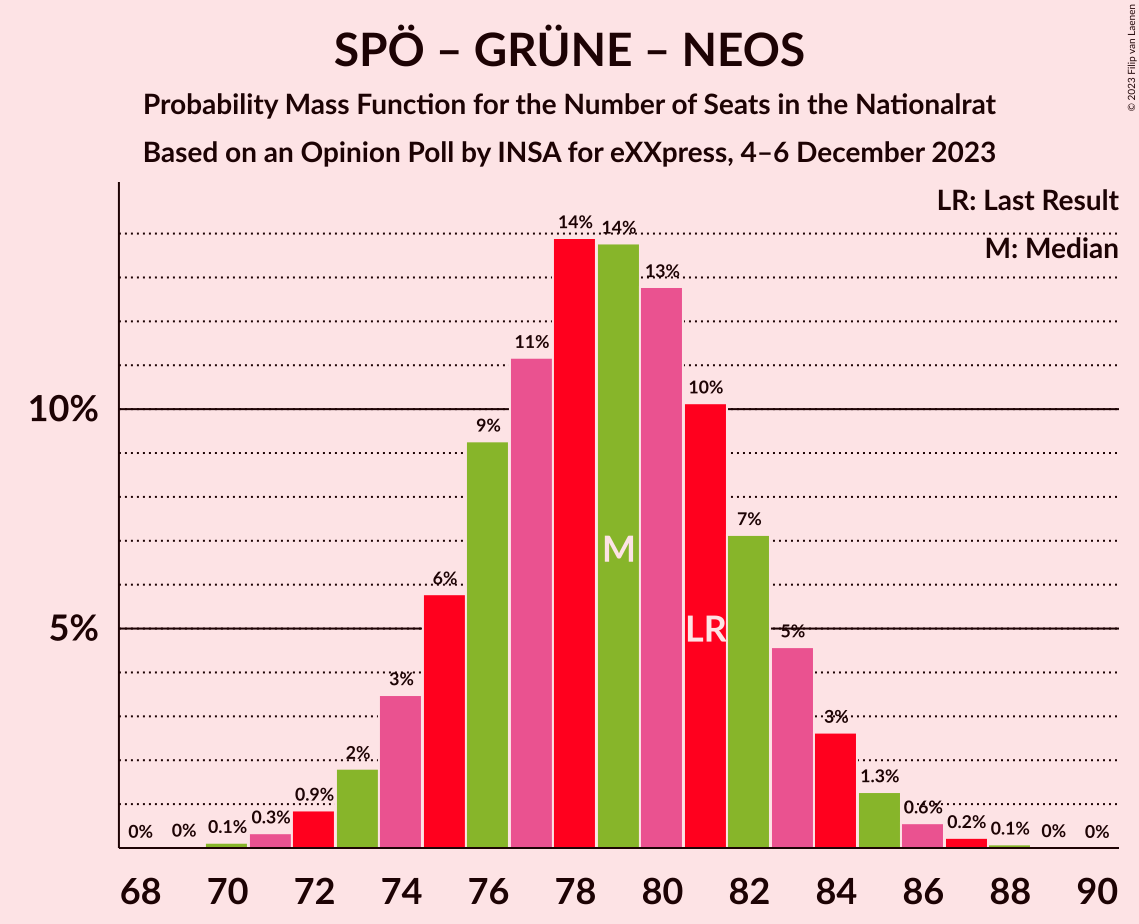 SPÖ – GRÜNE – NEOS
Probability Mass Function for the Number of Seats in the Nationalrat
Based on an Opinion Poll by INSA for eXXpress, 4–6 December 2023
© 2023 Filip van Laenen
LR: Last Result
M: Median
10%
5%
0%
0%
0.1%
0.3%
0.9%
2%
3%
6%
9%
11%
14%
14%
13%
10%
7%
5%
3%
1.3%
0.6%
0.2%
0.1%
0%
0%
M
LR
68 70 72 74 76 78 80 82 84 86 88 90